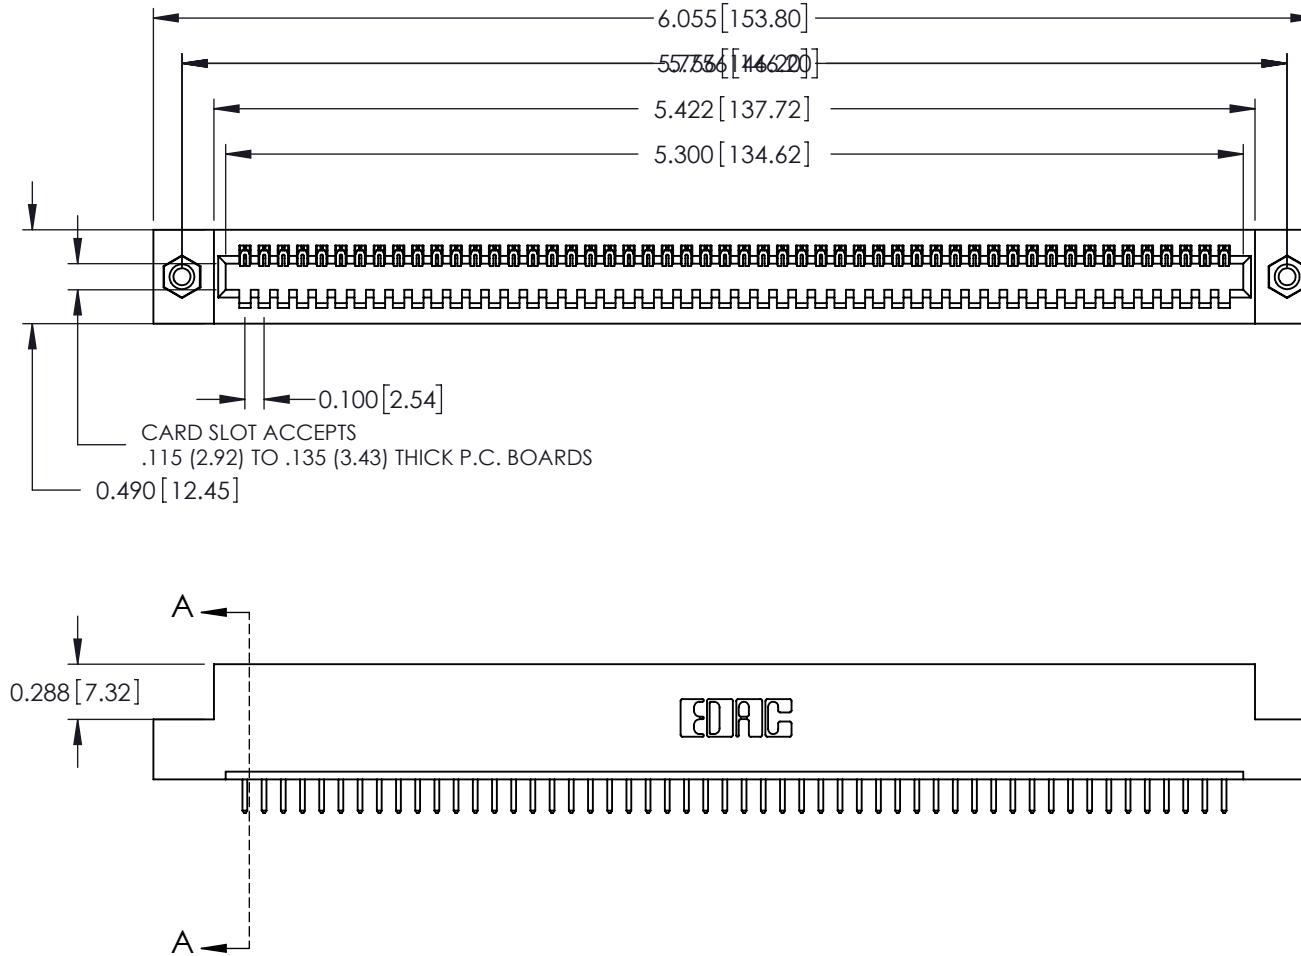 6.055[153.80]
5.422[137.72]
5.300[134.62]
0.100[2.54]
CARD SLOT ACCEPTS
.115 (2.92) TO .135 (3.43) THICK P.C. BOARDS
0.490[12.45]
A
0.288[7.32]
EDAC
A